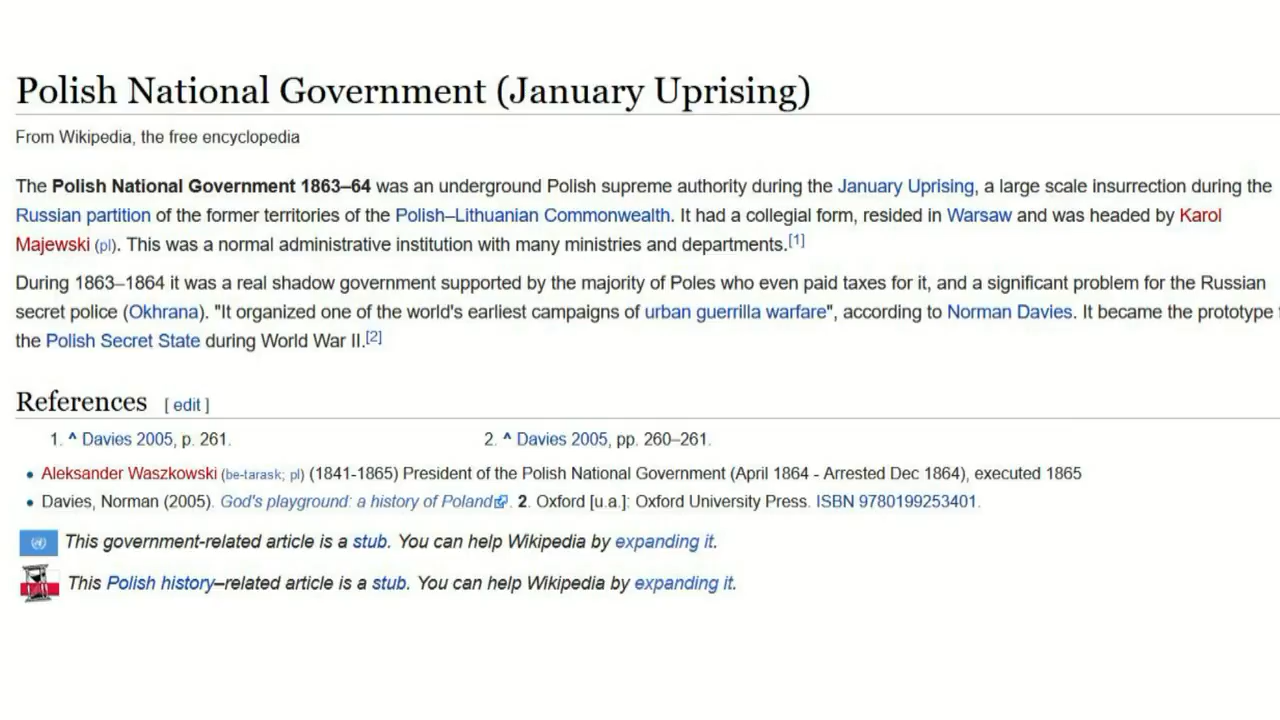 Polish National Government (January Uprising)
From Wikipedia, the free encyclopedia
The Polish National Government 1863–64 was an underground Polish supreme authority during the January Uprising, a large scale insurrection during the
Russian partition of the former territories of the Polish–Lithuanian Commonwealth. It had a collegial form, resided in Warsaw and was headed by Karol
Majewski (pl). This was a normal administrative institution with many ministries and departments.[1]
During 1863–1864 it was a real shadow government supported by the majority of Poles who even paid taxes for it, and a significant problem for the Russian
secret police (Okhrana). "It organized one of the world's earliest campaigns of urban guerrilla warfare", according to Norman Davies. It became the prototype
the Polish Secret State during World War II.[2]
References [ edit ]
1. ^ Davies 2005, p. 261. 2. ^ Davies 2005, pp. 260–261.
• Aleksander Waszkowski (be-tarask; pl) (1841-1865) President of the Polish National Government (April 1864 - Arrested Dec 1864), executed 1865
• Davies, Norman (2005). God's playground: a history of Poland. 2. Oxford [u.a.]: Oxford University Press. ISBN 9780199253401.
This government-related article is a stub. You can help Wikipedia by expanding it.
This Polish history–related article is a stub. You can help Wikipedia by expanding it.